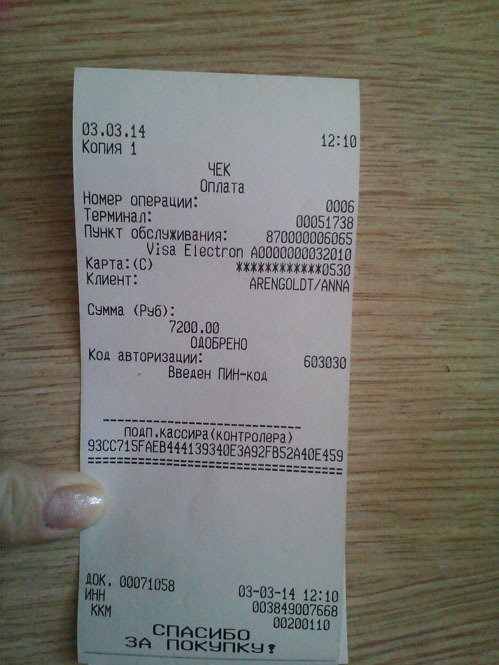 03.03.14 12:10
Копия 1
ЧЕК
Оплата
Номер операции: 0006
Терминал: 00051738
Пункт обслуживания: 870000006065
Visa Electron A0000000032010
Карта:(С) ************0530
Клиент: ARENGOLDT/ANNA
Сумма (Руб):
7200.00
ОДОБРЕНО
Код авторизации: 603030
Введен ПИН-код
подп.кассира(контролера)
93CC715FAEB444139340E3A92FB52A40E459
ДОК. 00071058 03-03-14 12:10
ИНН 003849007668
ККМ 00200110
СПАСИБО
ЗА ПОКУПКУ!